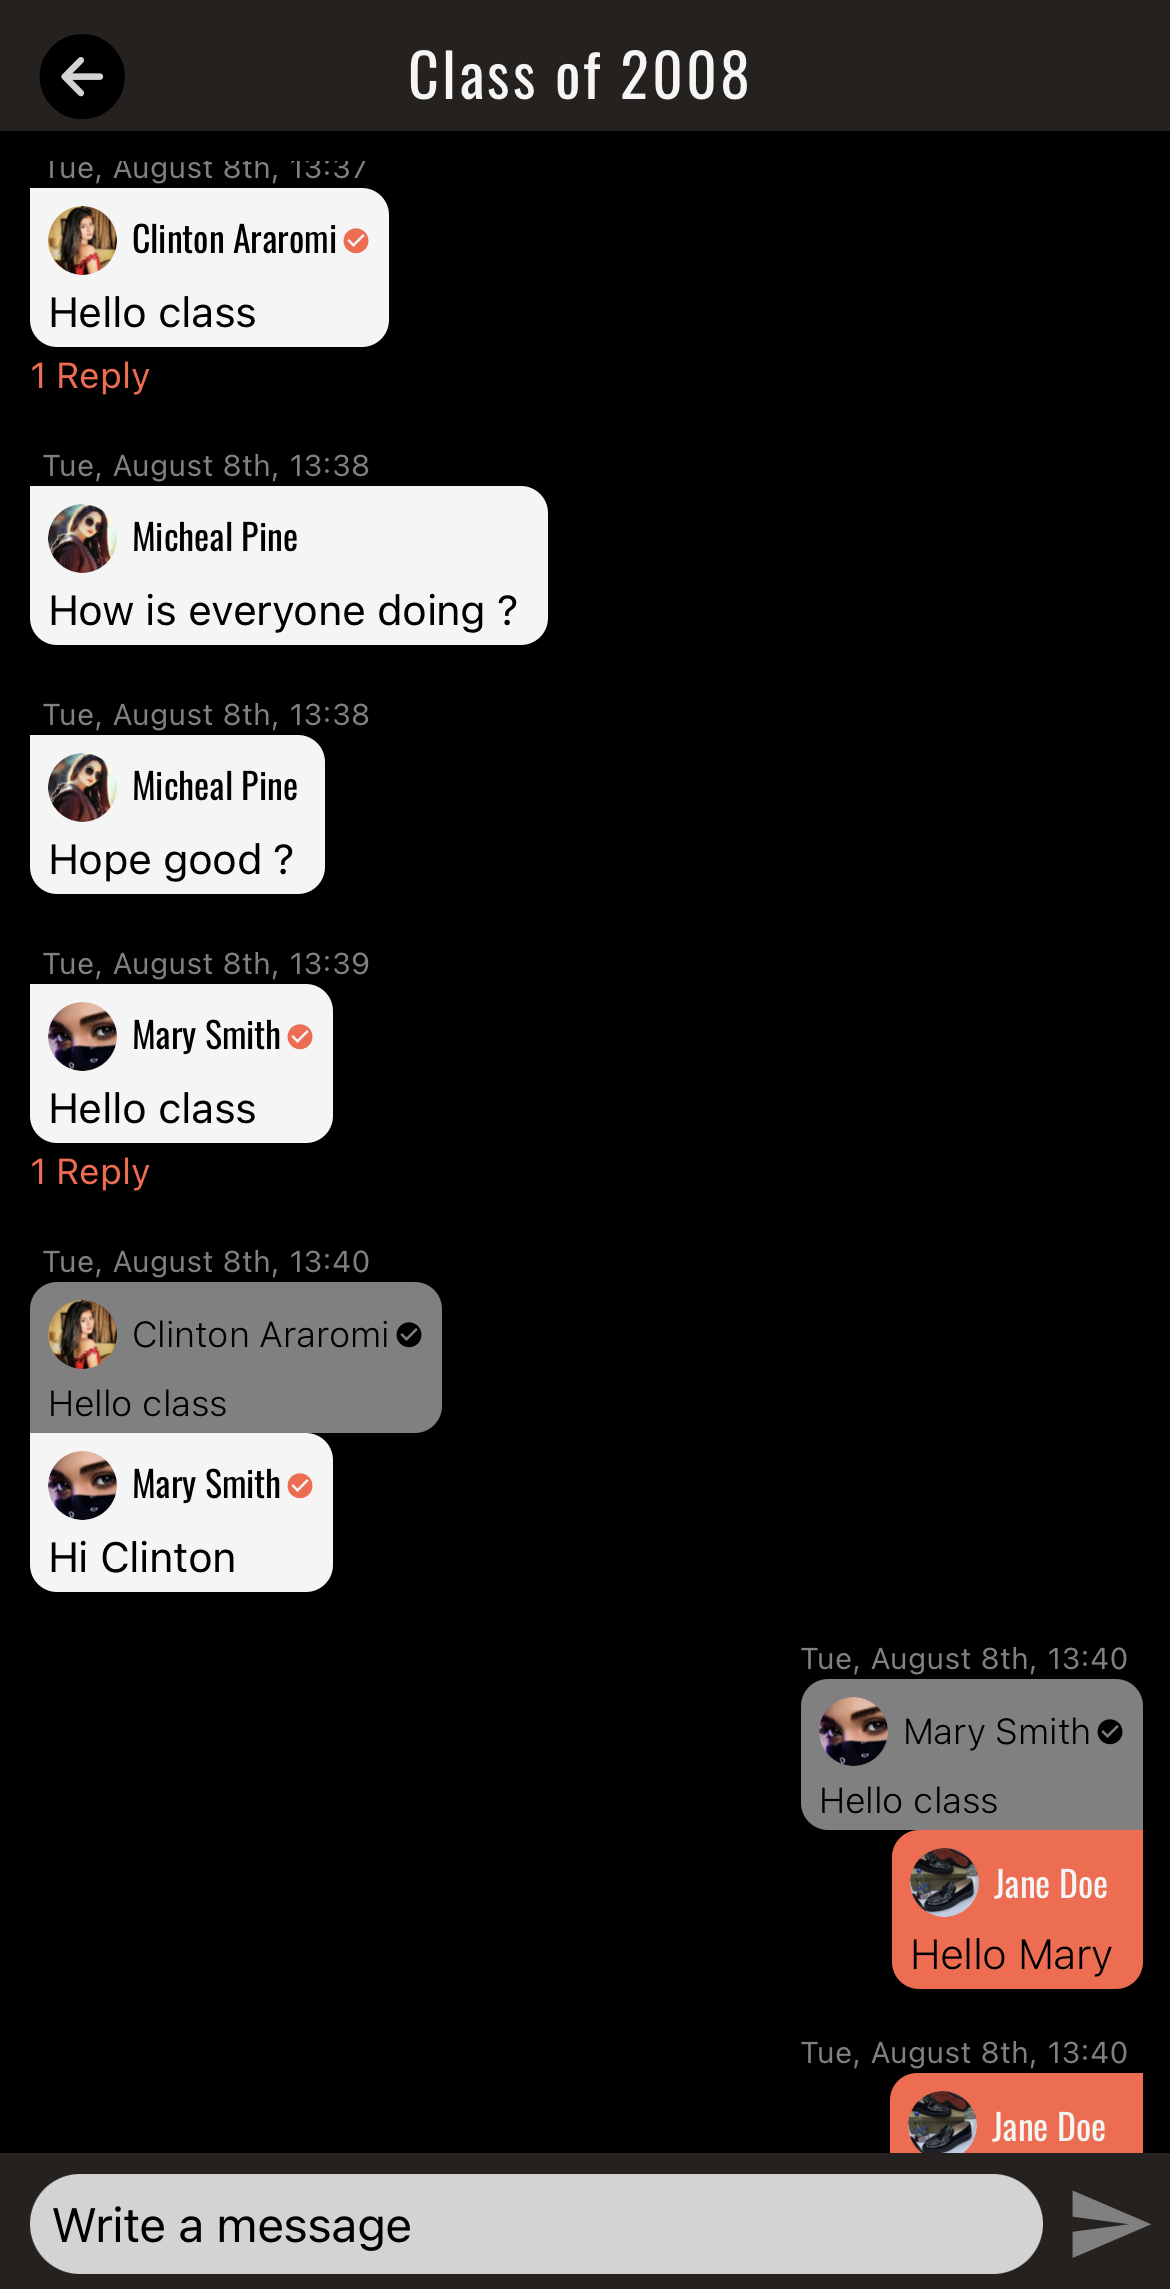 Class of 2008
Tue, August 8th, 13:37
Clinton Araromi
Hello class
1 Reply
Tue, August 8th, 13:38
Micheal Pine
How is everyone doing ?
Tue, August 8th, 13:38
Micheal Pine
Hope good ?
Tue, August 8th, 13:39
Mary Smith
Hello class
1 Reply
Tue, August 8th, 13:40
Clinton Araromi
Hello class
Mary Smith
Hi Clinton
Tue, August 8th, 13:40
Mary Smith
Hello class
Jane Doe
Hello Mary
Tue, August 8th, 13:40
Jane Doe
Write a message